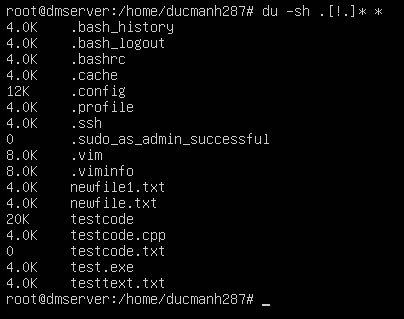 root@dmserver:/home/ducmanh287# du -sh .[!.]* *
4.0K .bash_history
4.0K .bash_logout
4.0K .bashrc
4.0K .cache
12K .config
4.0K .profile
4.0K .ssh
0 .sudo_as_admin_successful
8.0K .vim
8.0K .viminfo
4.0K newfile1.txt
4.0K newfile.txt
20K testcode
4.0K testcode.cpp
0 testcode.txt
4.0K test.exe
4.0K testtext.txt
root@dmserver:/home/ducmanh287# _